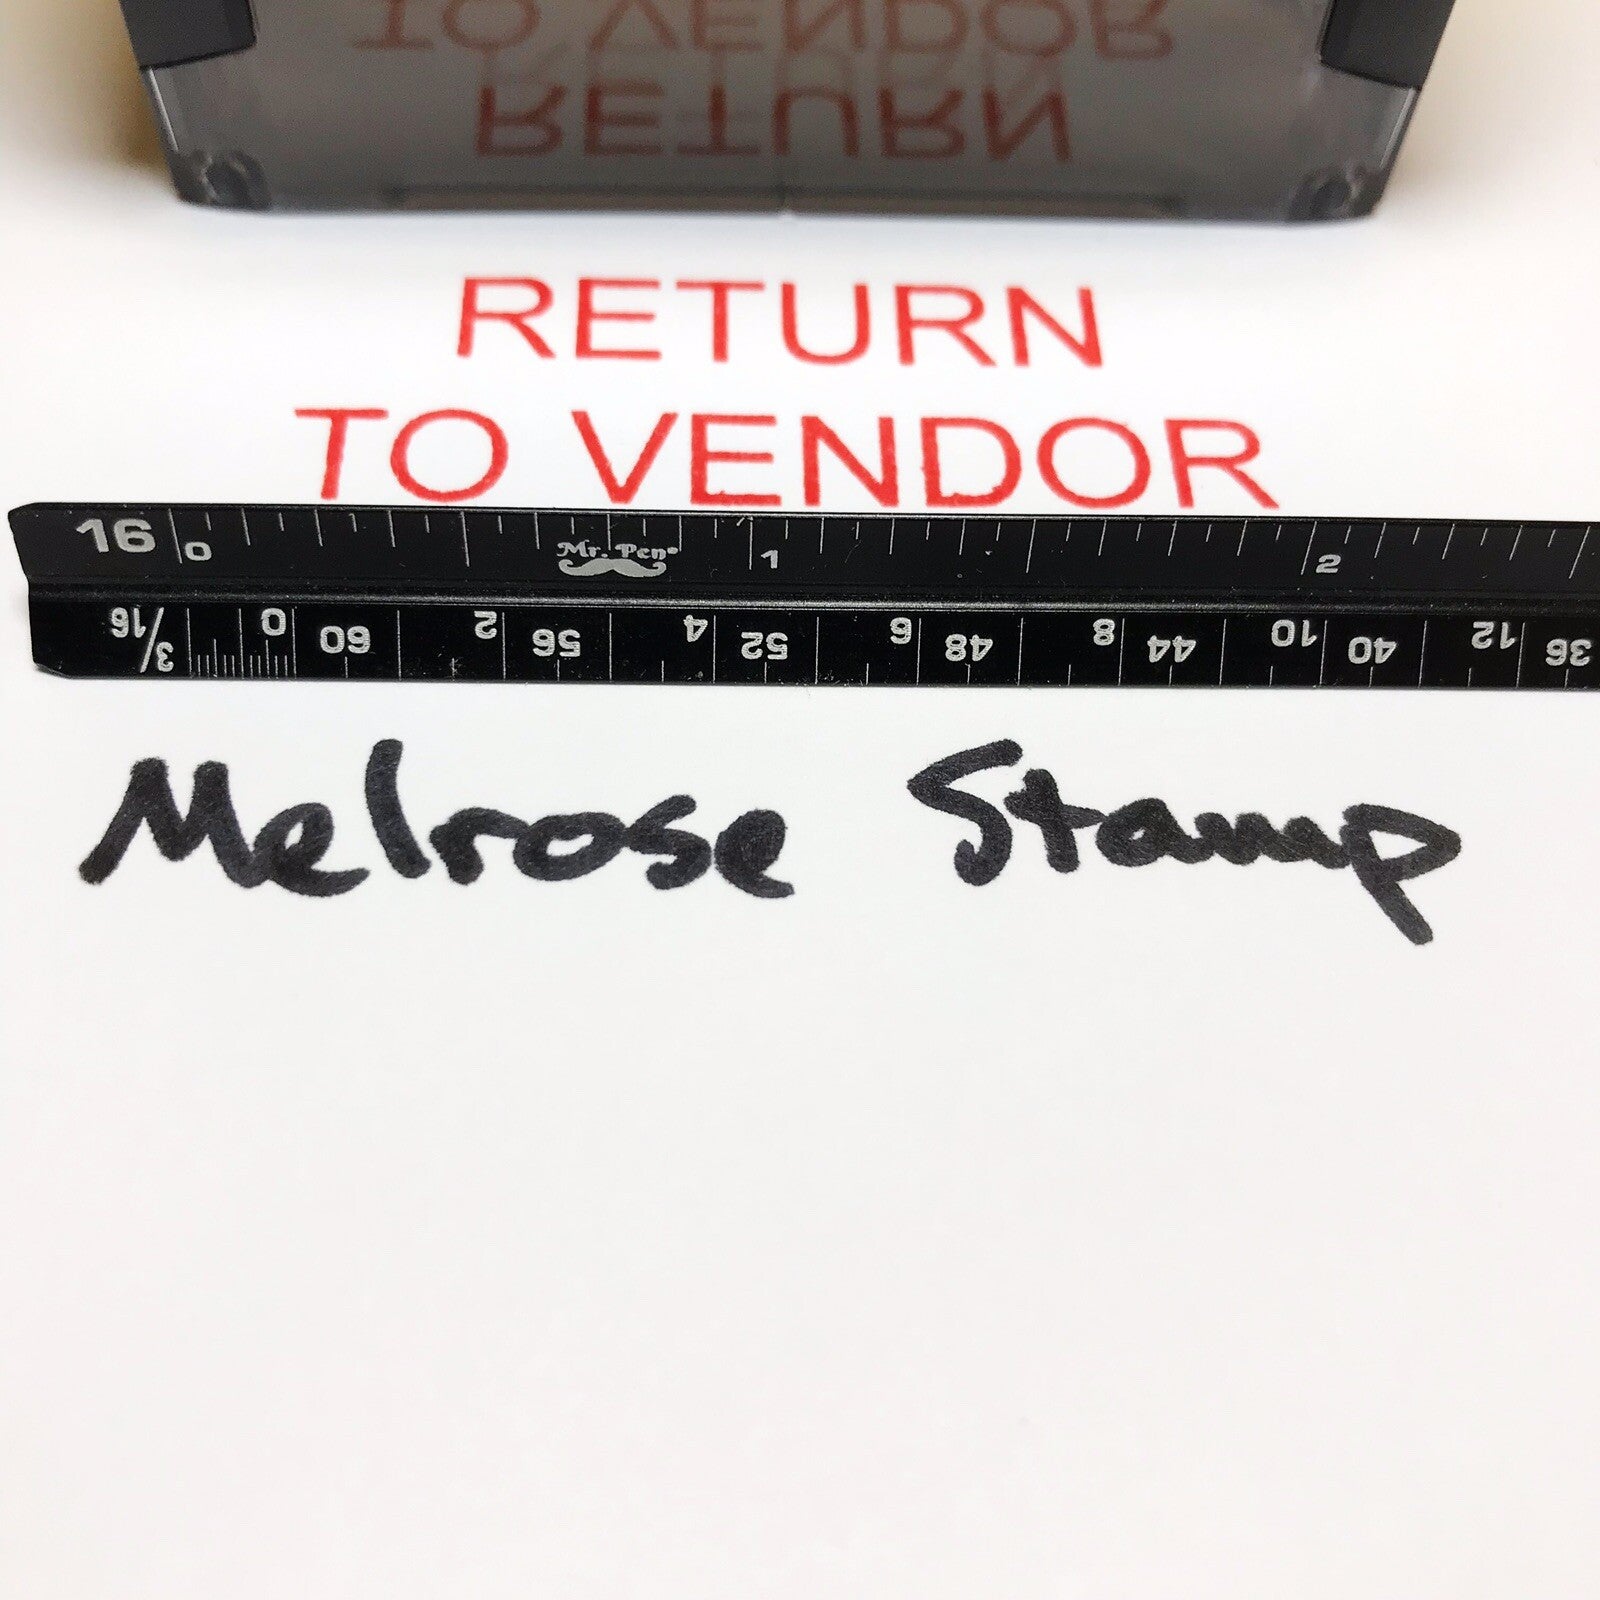 TO VENDOR
RETURN
RETURN
TO VENDOR
16 0 1 2
Mr. Pen®
3/16 0 60 2 56 4 52 6 48 8 44 10 40 12 36
Melrose Stamp